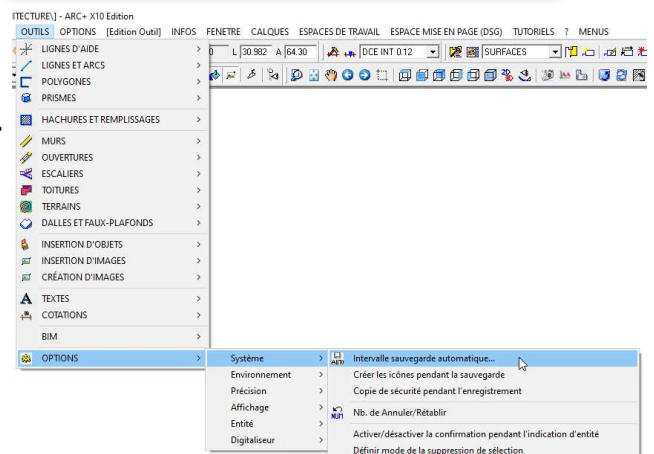 ITECTURE\] - ARC+ X10 Edition
OUTILS OPTIONS [Edition Outil] INFOS FENETRE CALQUES ESPACES DE TRAVAIL ESPACE MISE EN PAGE (DSG) TUTORIELS ? MENUS
LIGNES D'AIDE
0 L 30.982 A 64.30 DCE INT 0.12 SURFACES
LIGNES ET ARCS
POLYGONES
PRISMES
HACHURES ET REMPLISSAGES
MURS
OUVERTURES
ESCALIERS
TOITURES
TERRAINS
DALLES ET FAUX-PLAFONDS
INSERTION D'OBJETS
INSERTION D'IMAGES
CRÉATION D'IMAGES
TEXTES
COTATIONS
BIM
OPTIONS
Système
Environnement
Précision
Affichage
Entité
Digitaliseur
AUTO Intervalle sauvegarde automatique...
Créer les icônes pendant la sauvegarde
Copie de sécurité pendant l'enregistrement
NUM Nb. de Annuler/Rétablir
Activer/désactiver la confirmation pendant l'indication d'entité
Définir mode de la suppression de sélection